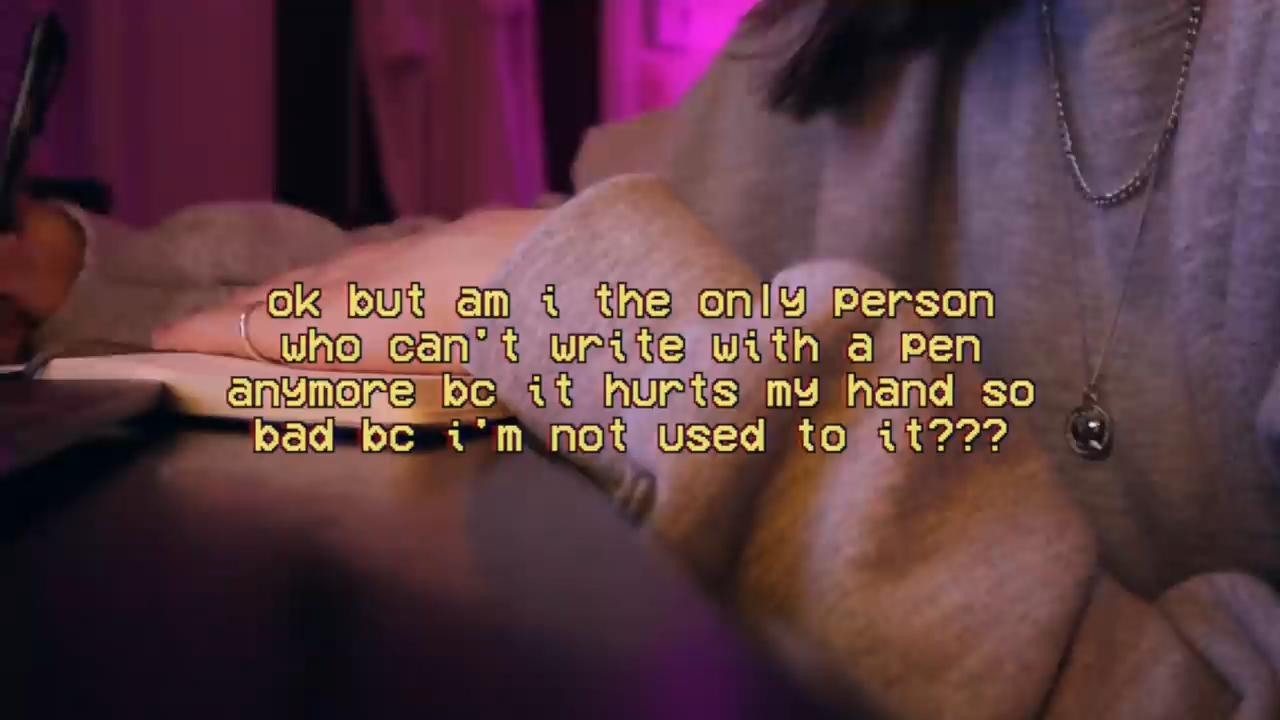 ok but am i the only person
who can't write with a pen
anymore bc it hurts my hand so
bad bc i'm not used to it???